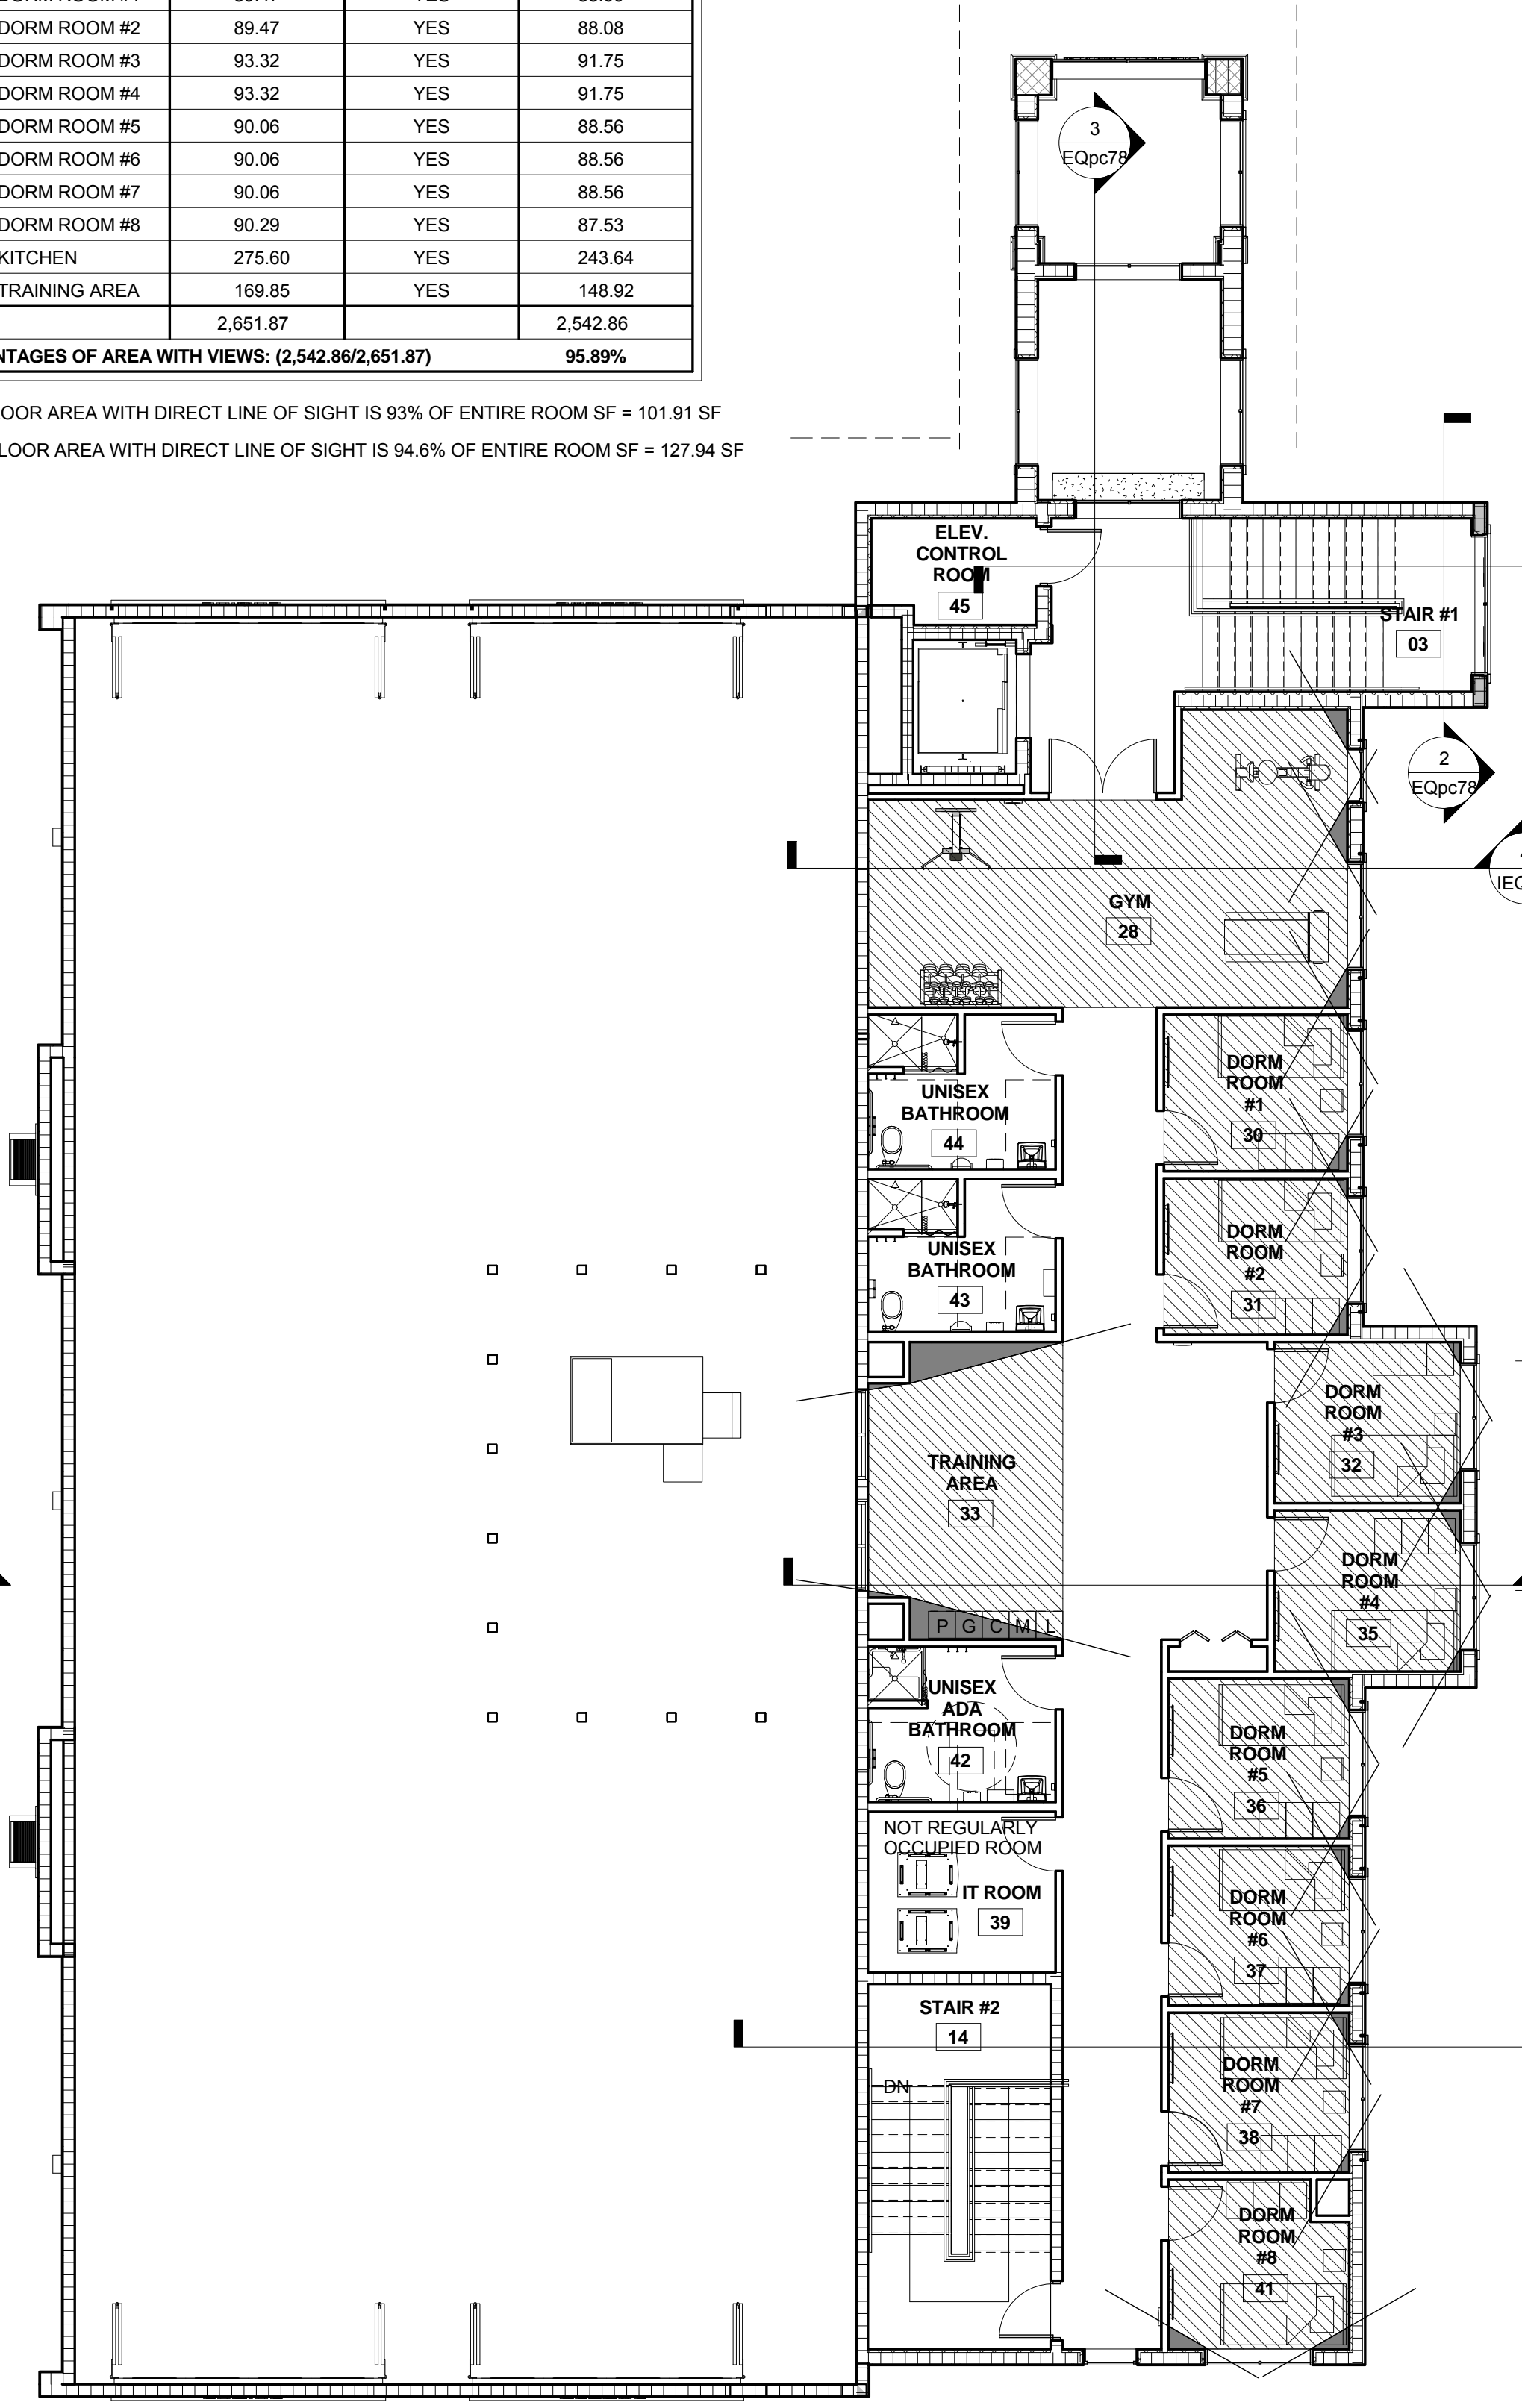 DORM ROOM #2 89.47 YES 88.08
DORM ROOM #3 93.32 YES 91.75
DORM ROOM #4 93.32 YES 91.75
DORM ROOM #5 90.06 YES 88.56
DORM ROOM #6 90.06 YES 88.56
DORM ROOM #7 90.06 YES 88.56
DORM ROOM #8 90.29 YES 87.53
KITCHEN 275.60 YES 243.64
TRAINING AREA 169.85 YES 148.92
2,651.87 2,542.86
NTAGES OF AREA WITH VIEWS: (2,542.86/2,651.87) 95.89%
OOR AREA WITH DIRECT LINE OF SIGHT IS 93% OF ENTIRE ROOM SF = 101.91 SF
LOOR AREA WITH DIRECT LINE OF SIGHT IS 94.6% OF ENTIRE ROOM SF = 127.94 SF
3
EQpc78
ELEV.
CONTROL
ROOM
45
STAIR #1
03
2
EQpc78
IEQ
GYM
28
UNISEX
BATHROOM
44
DORM
ROOM
#1
30
UNISEX
BATHROOM
43
DORM
ROOM
#2
31
DORM
ROOM
#3
32
TRAINING
AREA
33
DORM
ROOM
#4
35
P G C M L
UNISEX
ADA
BATHROOM
42
DORM
ROOM
#5
36
NOT REGULARLY
OCCUPIED ROOM
IT ROOM
39
DORM
ROOM
#6
37
STAIR #2
14
DN
DORM
ROOM
#7
38
DORM
ROOM
#8
41